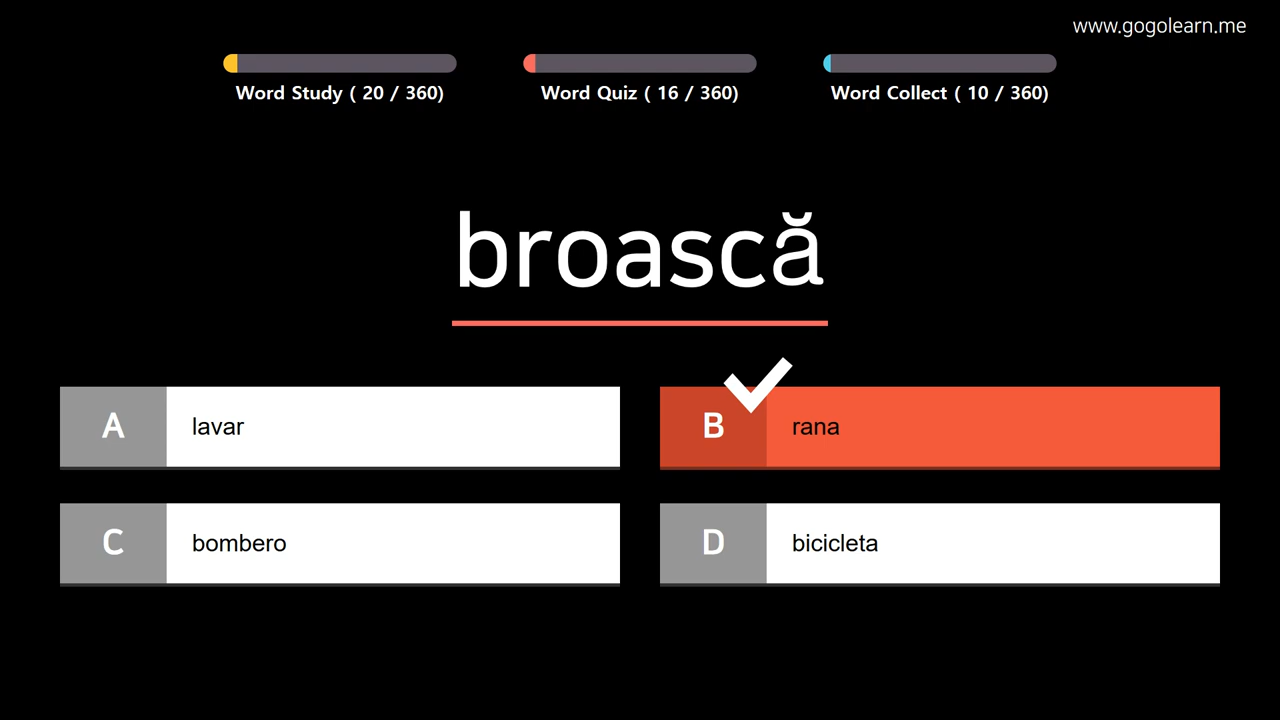 www.gogolearn.me
Word Study ( 20 / 360)
Word Quiz ( 16 / 360)
Word Collect ( 10 / 360)
broască
A lavar
B rana
C bombero
D bicicleta